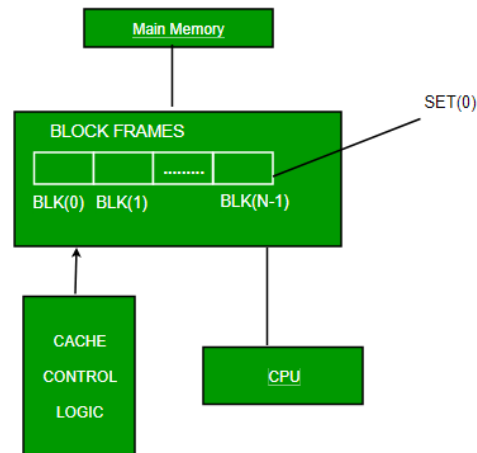 Main Memory
SET(0)
BLOCK FRAMES
.........
BLK(0) BLK(1) BLK(N-1)
CACHE
CONTROL
LOGIC
CPU